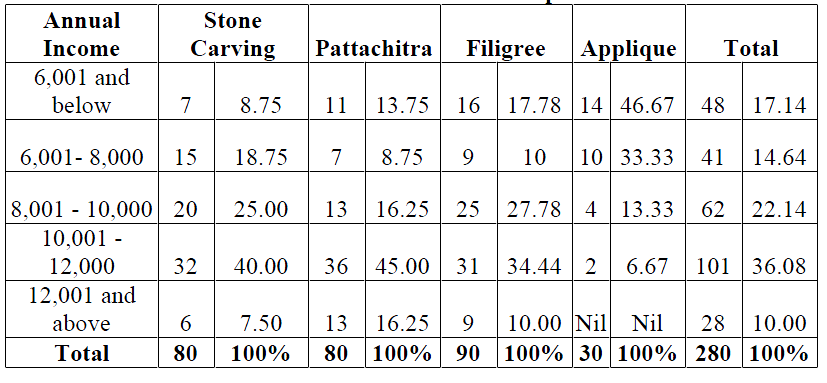 Annual Income Stone Carving Pattachitra Filigree Applique Total
6,001 and below 7 8.75 11 13.75 16 17.78 14 46.67 48 17.14
6,001- 8,000 15 18.75 7 8.75 9 10 10 33.33 41 14.64
8,001 - 10,000 20 25.00 13 16.25 25 27.78 4 13.33 62 22.14
10,001 - 12,000 32 40.00 36 45.00 31 34.44 2 6.67 101 36.08
12,001 and above 6 7.50 13 16.25 9 10.00 Nil Nil 28 10.00
Total 80 100% 80 100% 90 100% 30 100% 280 100%